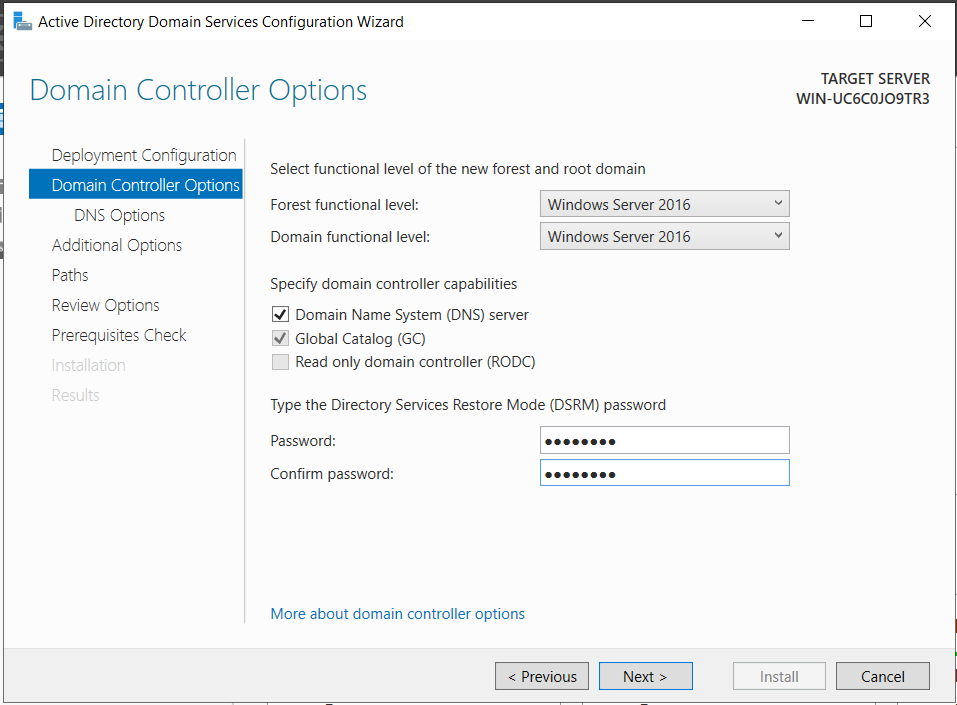 Active Directory Domain Services Configuration Wizard
Domain Controller Options
TARGET SERVER
WIN-UC6C0JO9TR3
Deployment Configuration
Domain Controller Options
DNS Options
Additional Options
Paths
Review Options
Prerequisites Check
Installation
Results
Select functional level of the new forest and root domain
Forest functional level: Windows Server 2016
Domain functional level: Windows Server 2016
Specify domain controller capabilities
Domain Name System (DNS) server
Global Catalog (GC)
Read only domain controller (RODC)
Type the Directory Services Restore Mode (DSRM) password
Password: ●●●●●●●●
Confirm password: ●●●●●●●●
More about domain controller options
< Previous Next > Install Cancel